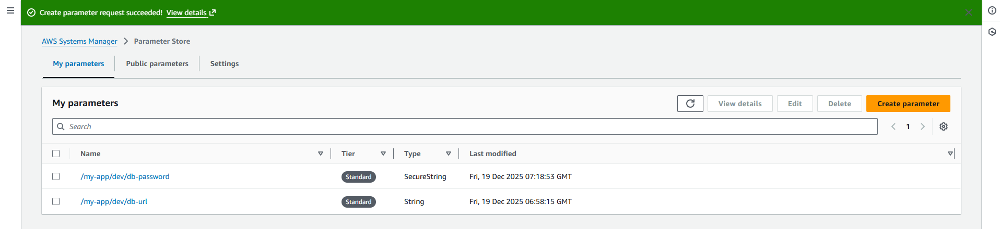 Create parameter request succeeded! View details
AWS Systems Manager > Parameter Store
My parameters Public parameters Settings
My parameters View details Edit Delete Create parameter
Search 1
Name Tier Type Last modified
/my-app/dev/db-password Standard SecureString Fri, 19 Dec 2025 07:18:53 GMT
/my-app/dev/db-url Standard String Fri, 19 Dec 2025 06:58:15 GMT